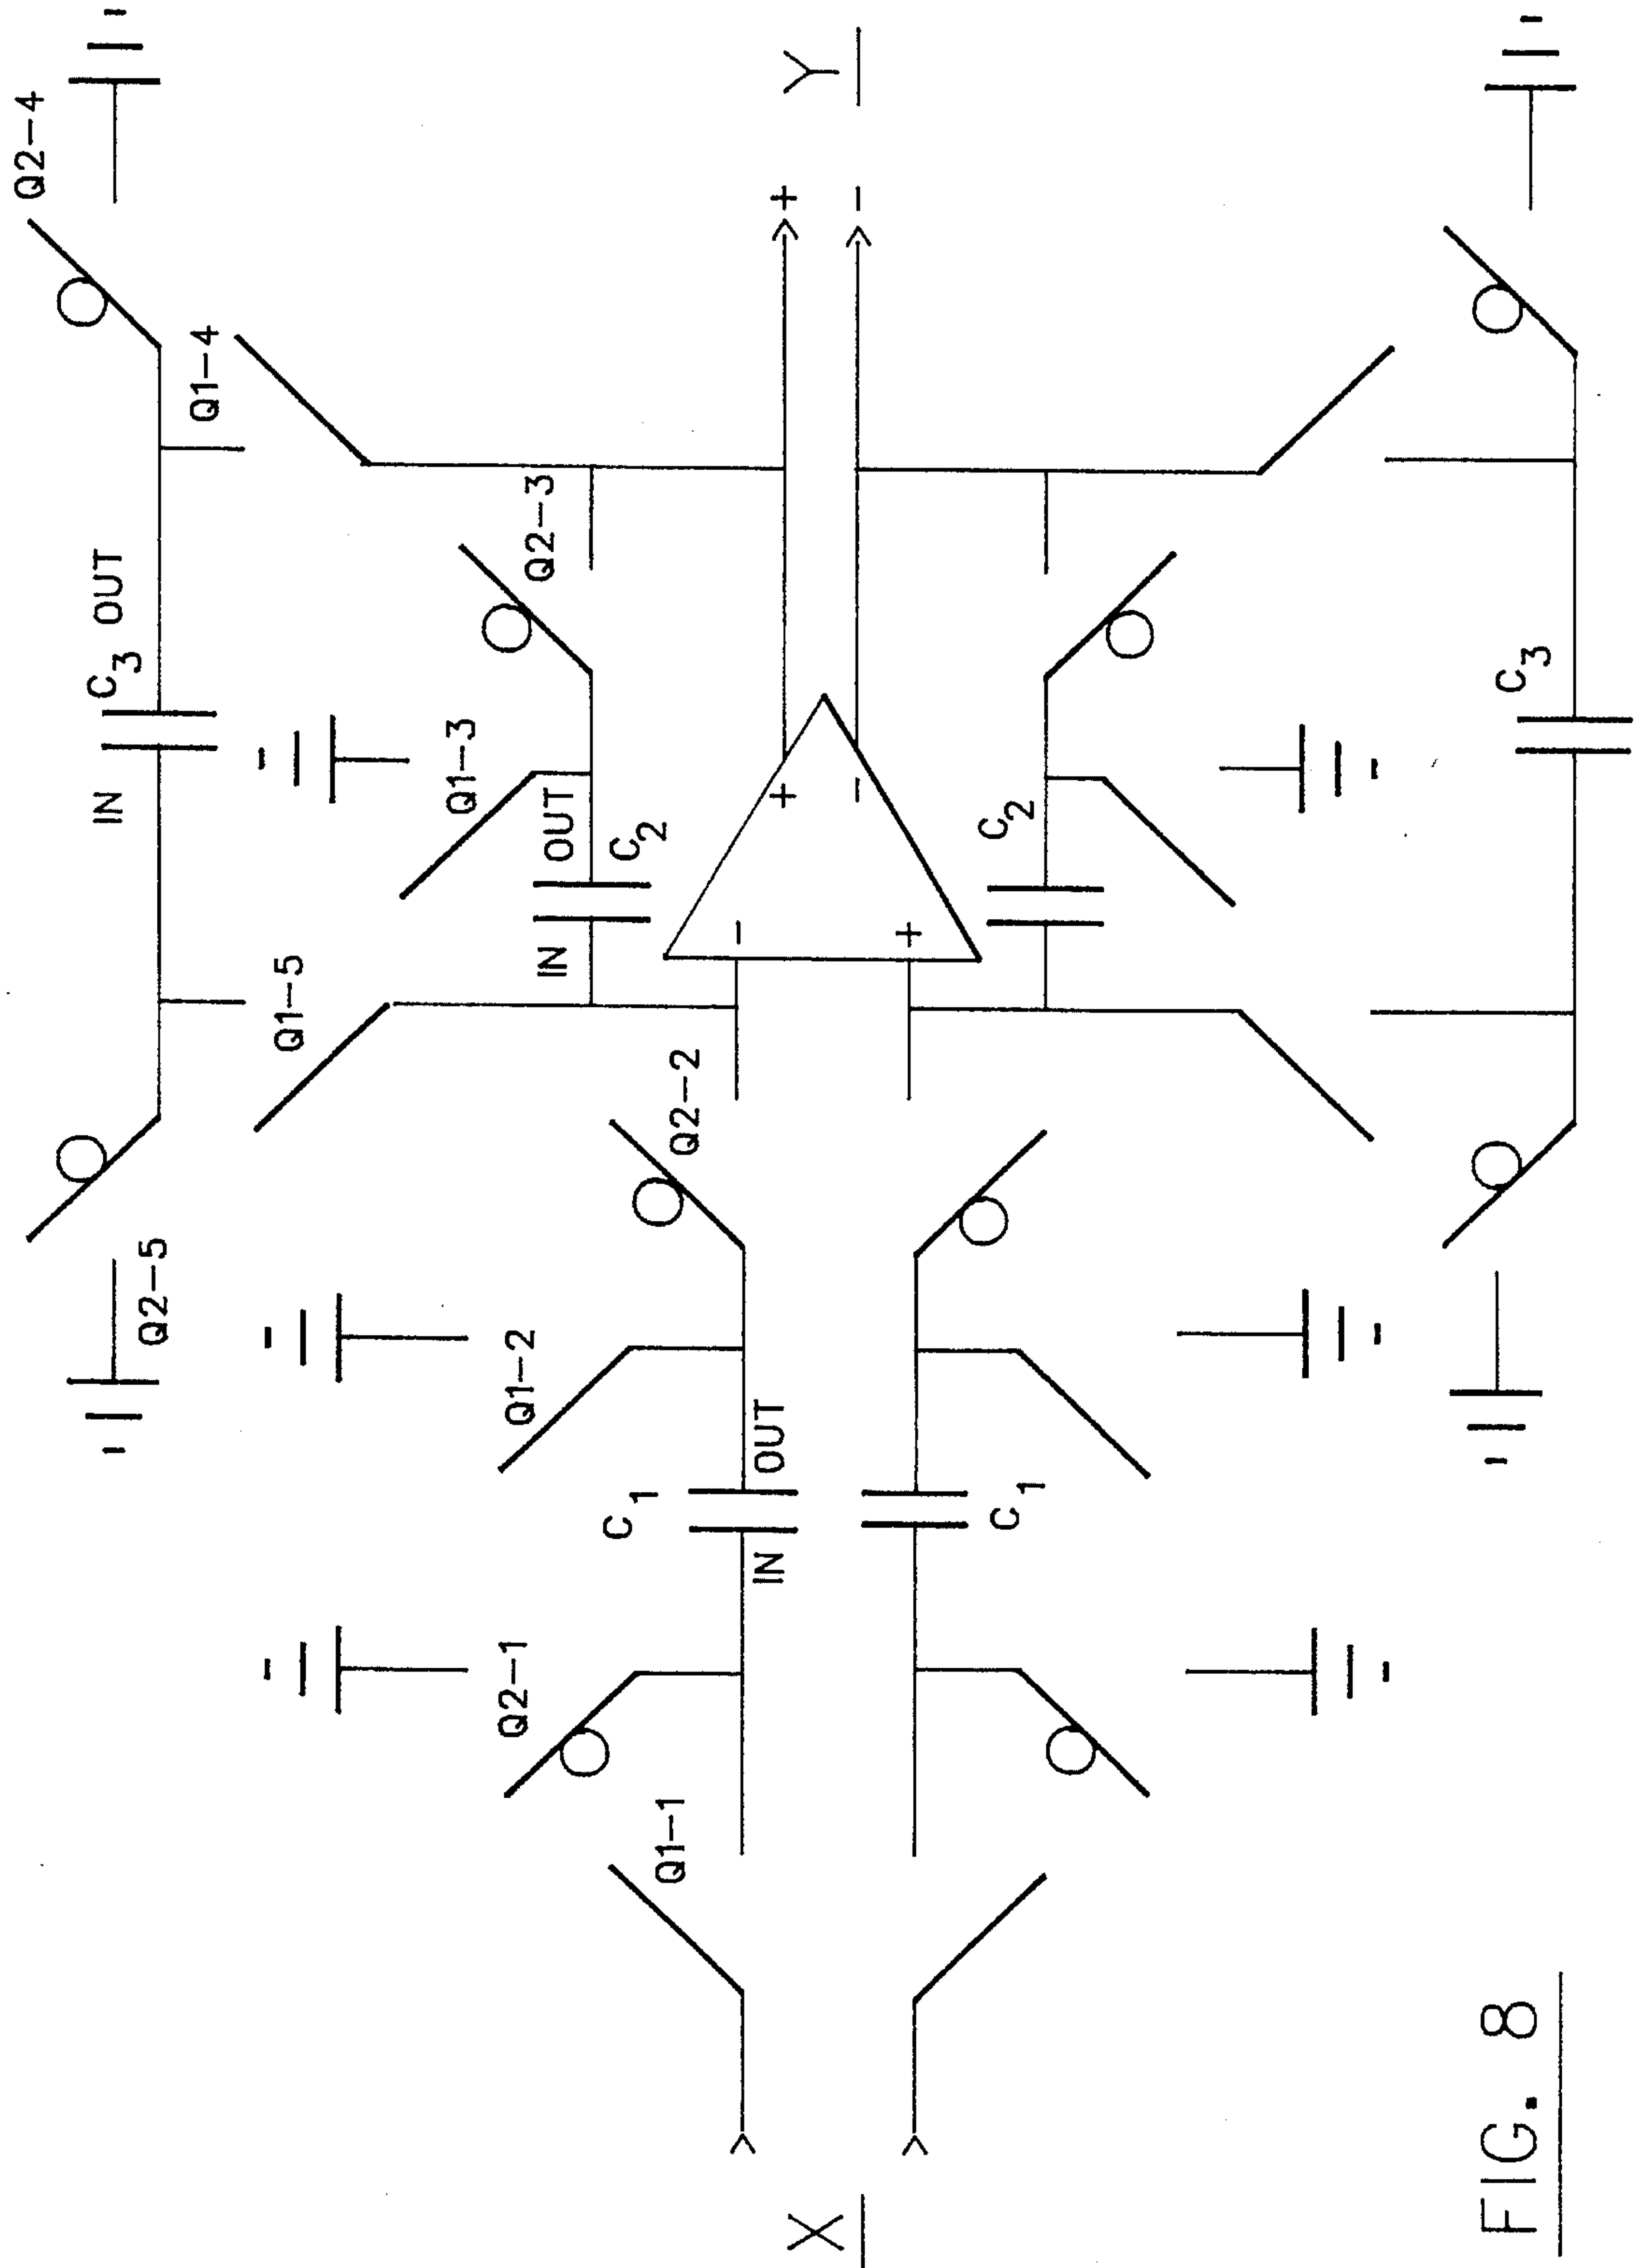 Q2-5
IN
C3
OUT
Q2-4
Q1-5
Q1-4
Q1-3
Q2-3
IN
OUT
C2
Q2-1
Q1-2
Q2-2
Q1-1
C1
IN
OUT
-
+
+
-
+
-
X
Y
C1
C2
C3
FIG. 8